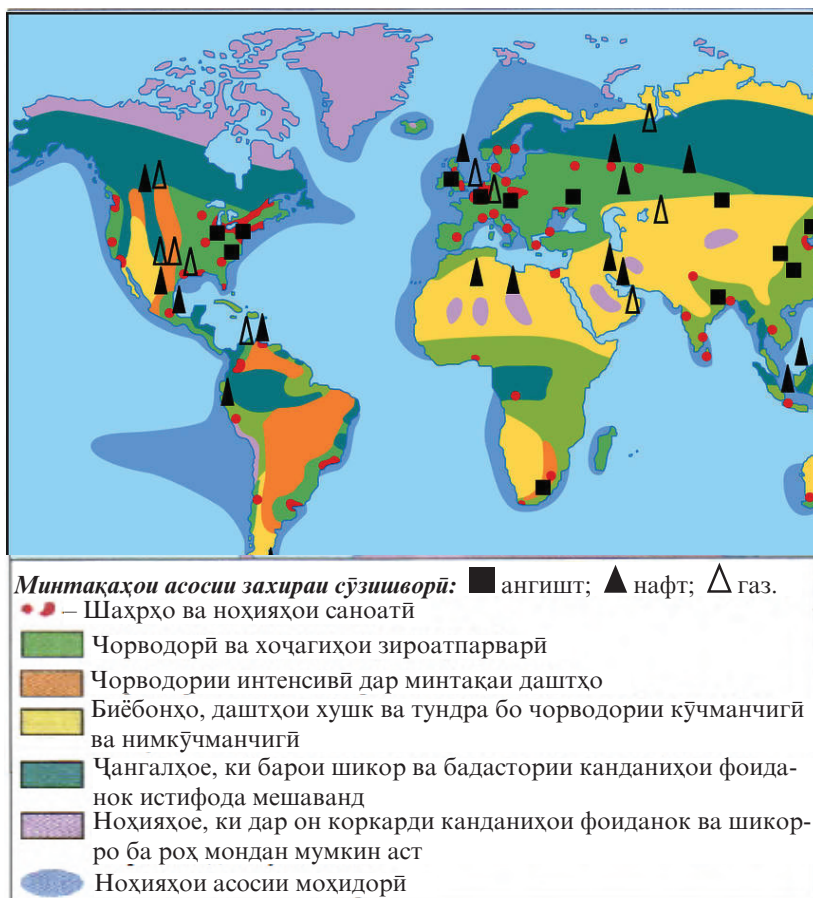 Минтақаҳои асосии захираи сӯзишворӣ: ■ ангишт; ▲ нафт; △ газ.
– Шаҳрҳо ва ноҳияҳои саноатӣ
Чорводорӣ ва хоҷагиҳои зироатпарварӣ
Чорводории интенсивӣ дар минтақаи даштҳо
Биёбонҳо, даштҳои хушк ва тундра бо чорводории кӯчманчигӣ
ва нимкӯчманчигӣ
Ҷангалҳое, ки барои шикор ва бадастории канданиҳои фоида-
нок истифода мешаванд
Ноҳияҳое, ки дар он коркарди канданиҳои фоиданок ва шикор-
ро ба роҳ мондан мумкин аст
Ноҳияҳои асосии моҳидорӣ